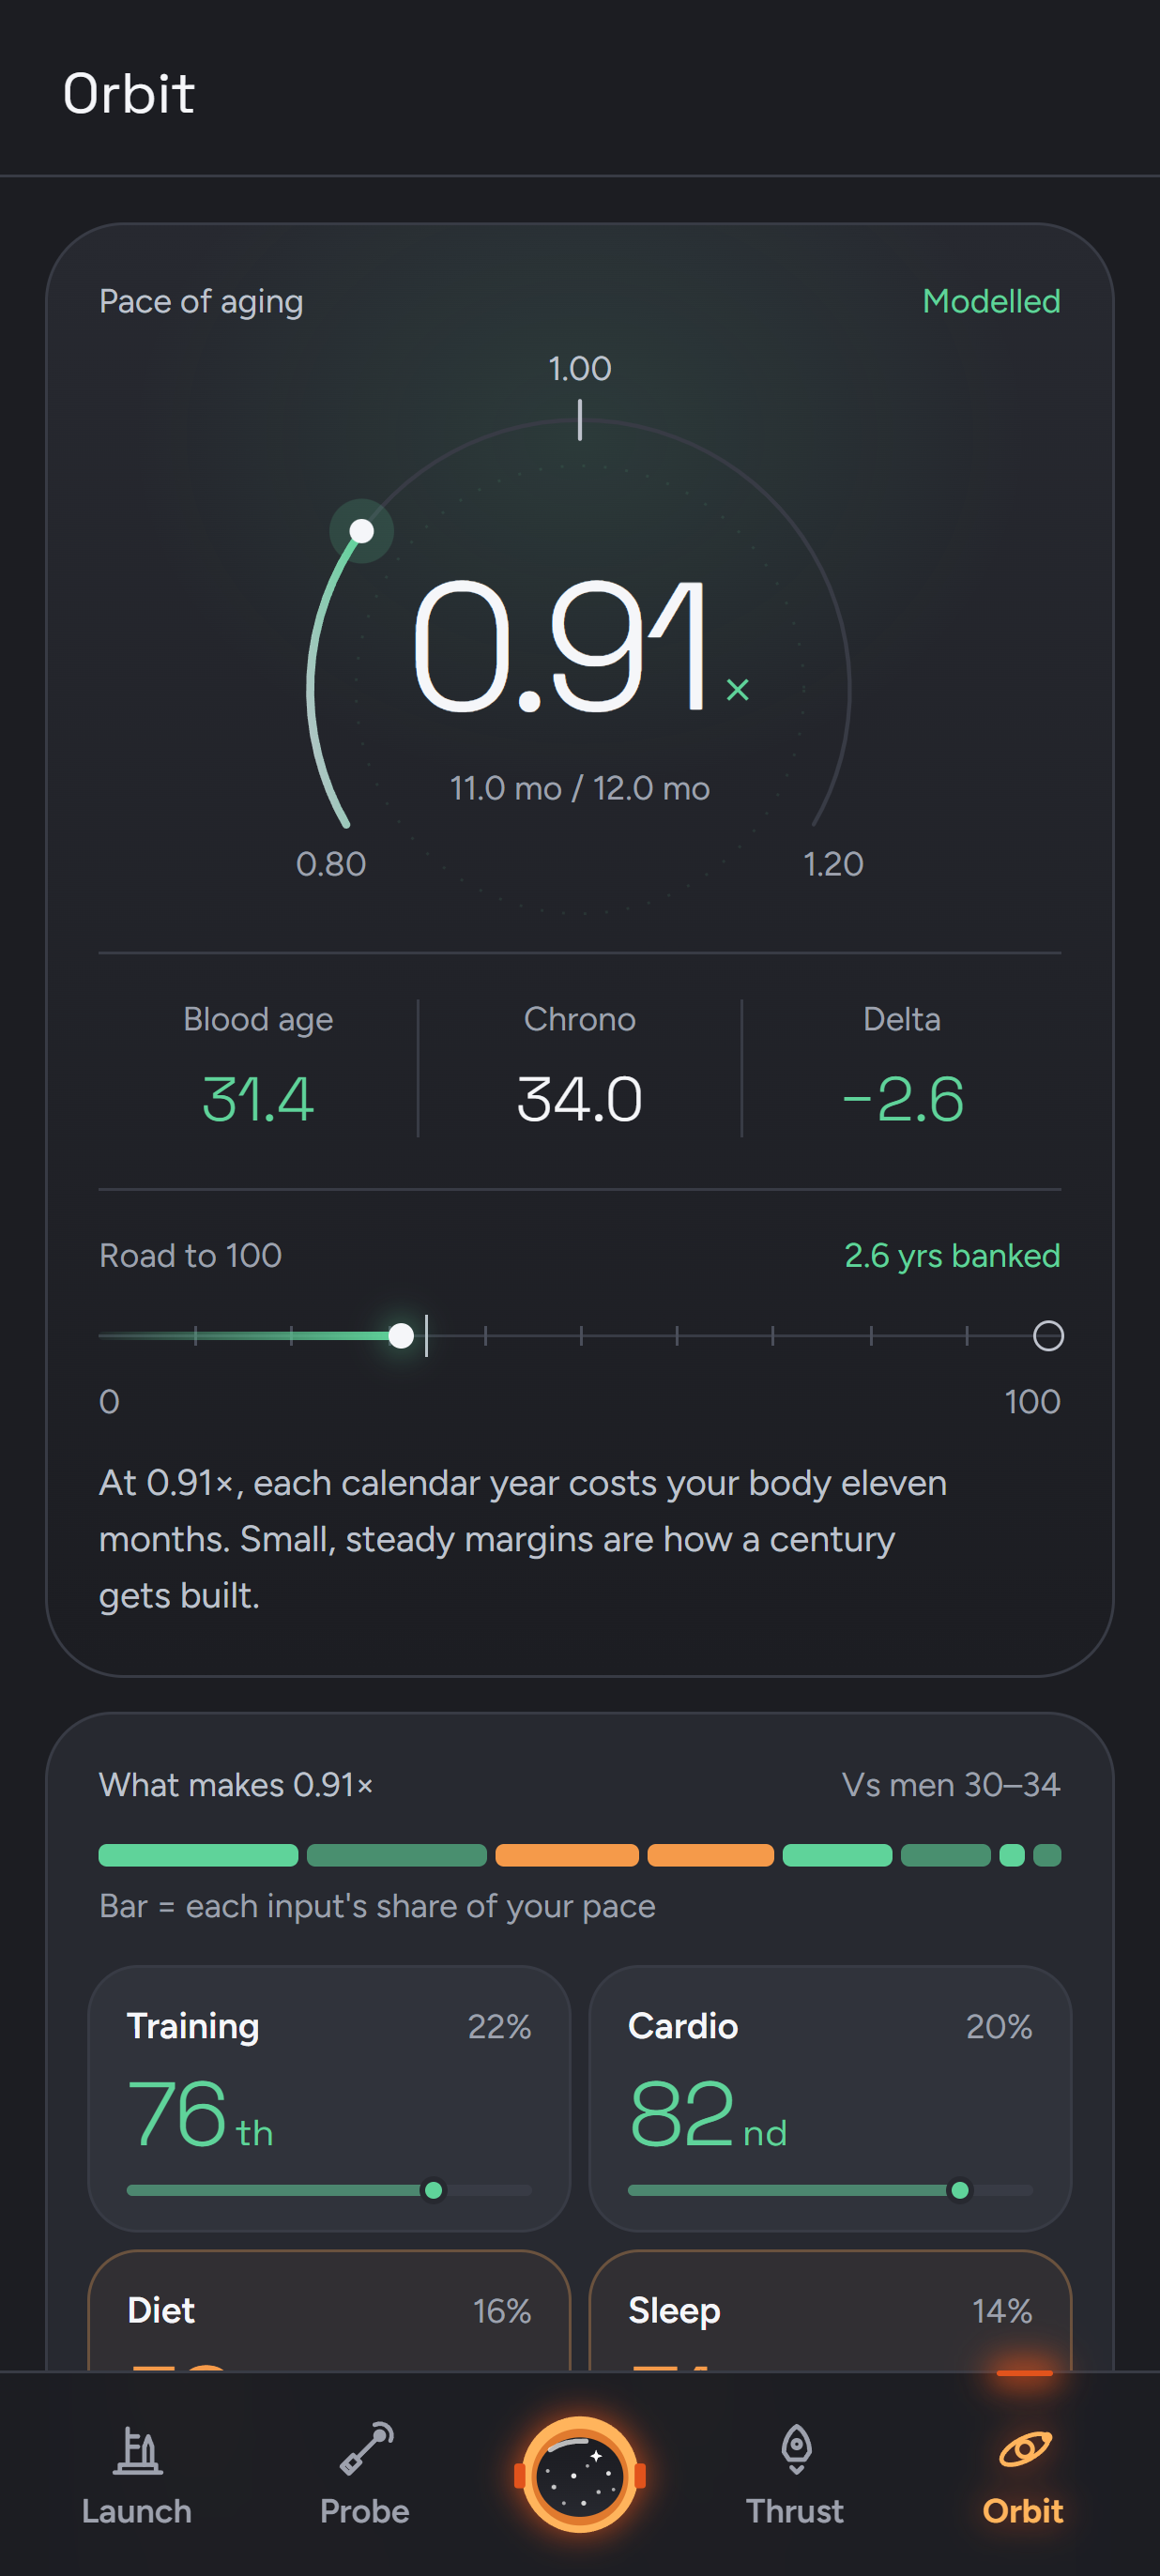 Orbit
Pace of aging
Modelled
1.00
0.91×
11.0 mo / 12.0 mo
0.80
1.20
Blood age
Chrono
Delta
31.4
34.0
−2.6
Road to 100
2.6 yrs banked
0
100
At 0.91×, each calendar year costs your body eleven
months. Small, steady margins are how a century
gets built.
What makes 0.91×
Vs men 30–34
Bar = each input's share of your pace
Training
22%
Cardio
20%
76 th
82 nd
Diet
16%
Sleep
14%
Launch
Probe
Thrust
Orbit